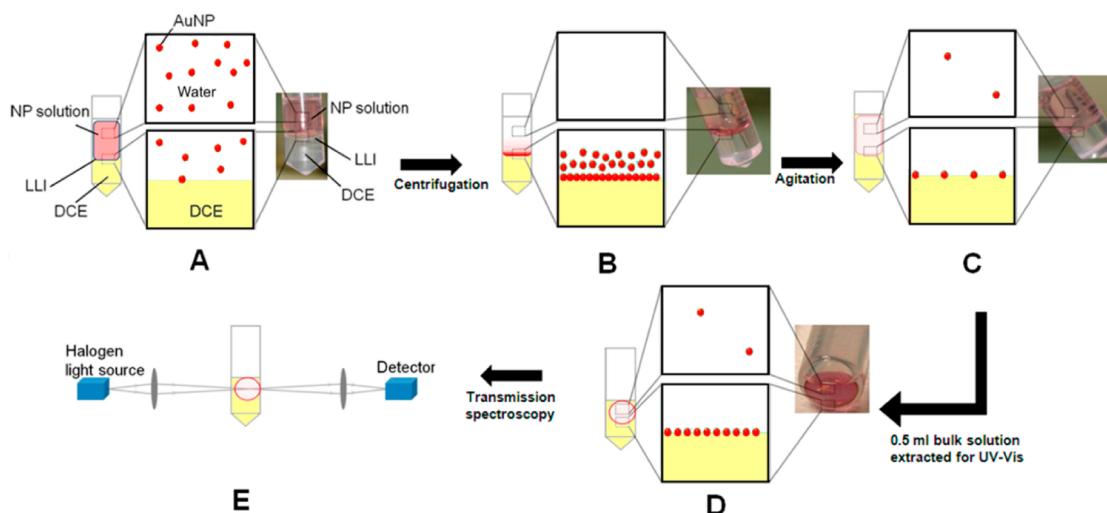 AuNP
Water
NP solution
NP solution
LLI
LLI
DCE
DCE
DCE
A
Centrifugation
B
Agitation
C
0.5 ml bulk solution
extracted for UV-Vis
D
Transmission
spectroscopy
Halogen
light source
Detector
E